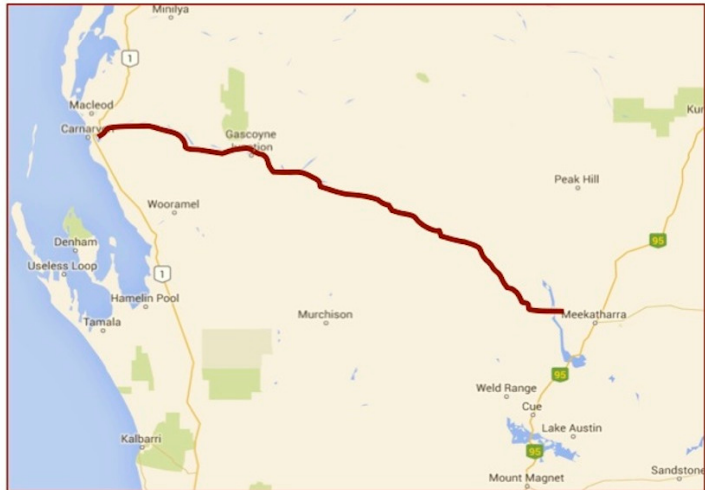 Minilya
1
Macleod
Carnarvon
Gascoyne
Junction
Peak Hill
Wooramel
95
Denham
Useless Loop
1
Hamelin Pool
Tamala
Murchison
Meekatharra
95
Weld Range
Cue
Lake Austin
Kalbarri
95
Mount Magnet
Sandstone